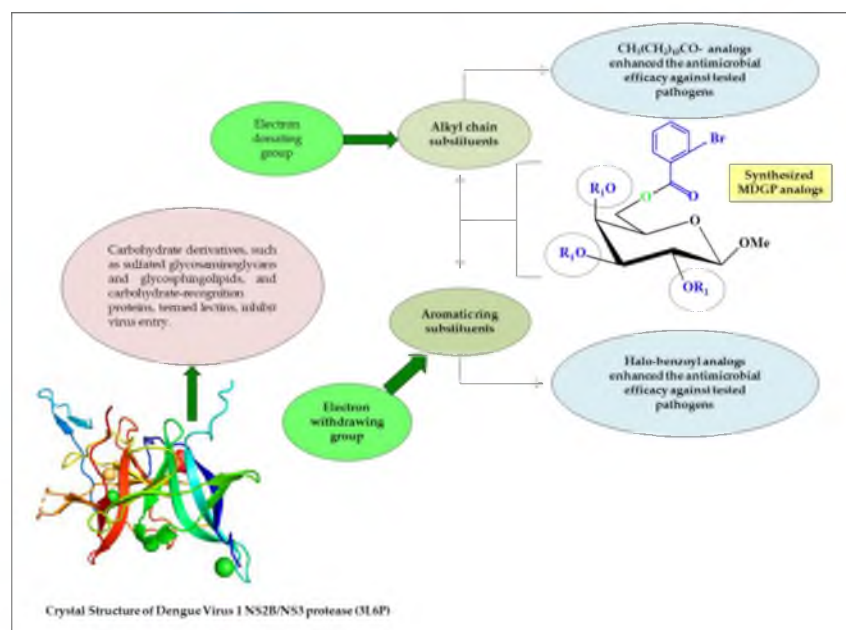 CH₃(CH₂)₁₀CO- analogs
enhanced the antimicrobial
efficacy against tested
pathogens
Electron
donating
group
Alkyl chain
substituents
Br
Synthesized
MDGP analogs
R₁O
O
O
O
OMe
R₁O
OR₁
Carbohydrate derivatives, such
as sulfated glycosaminoglycans
and glycosphingolipids, and
carbohydrate-recognition
proteins, termed lectins, inhibit
virus entry.
Aromatic ring
substituents
Halo-benzoyl analogs
enhanced the antimicrobial
efficacy against tested
pathogens
Electron
withdrawing
group
Crystal Structure of Dengue Virus 1 NS2B/NS3 protease (3L6P)